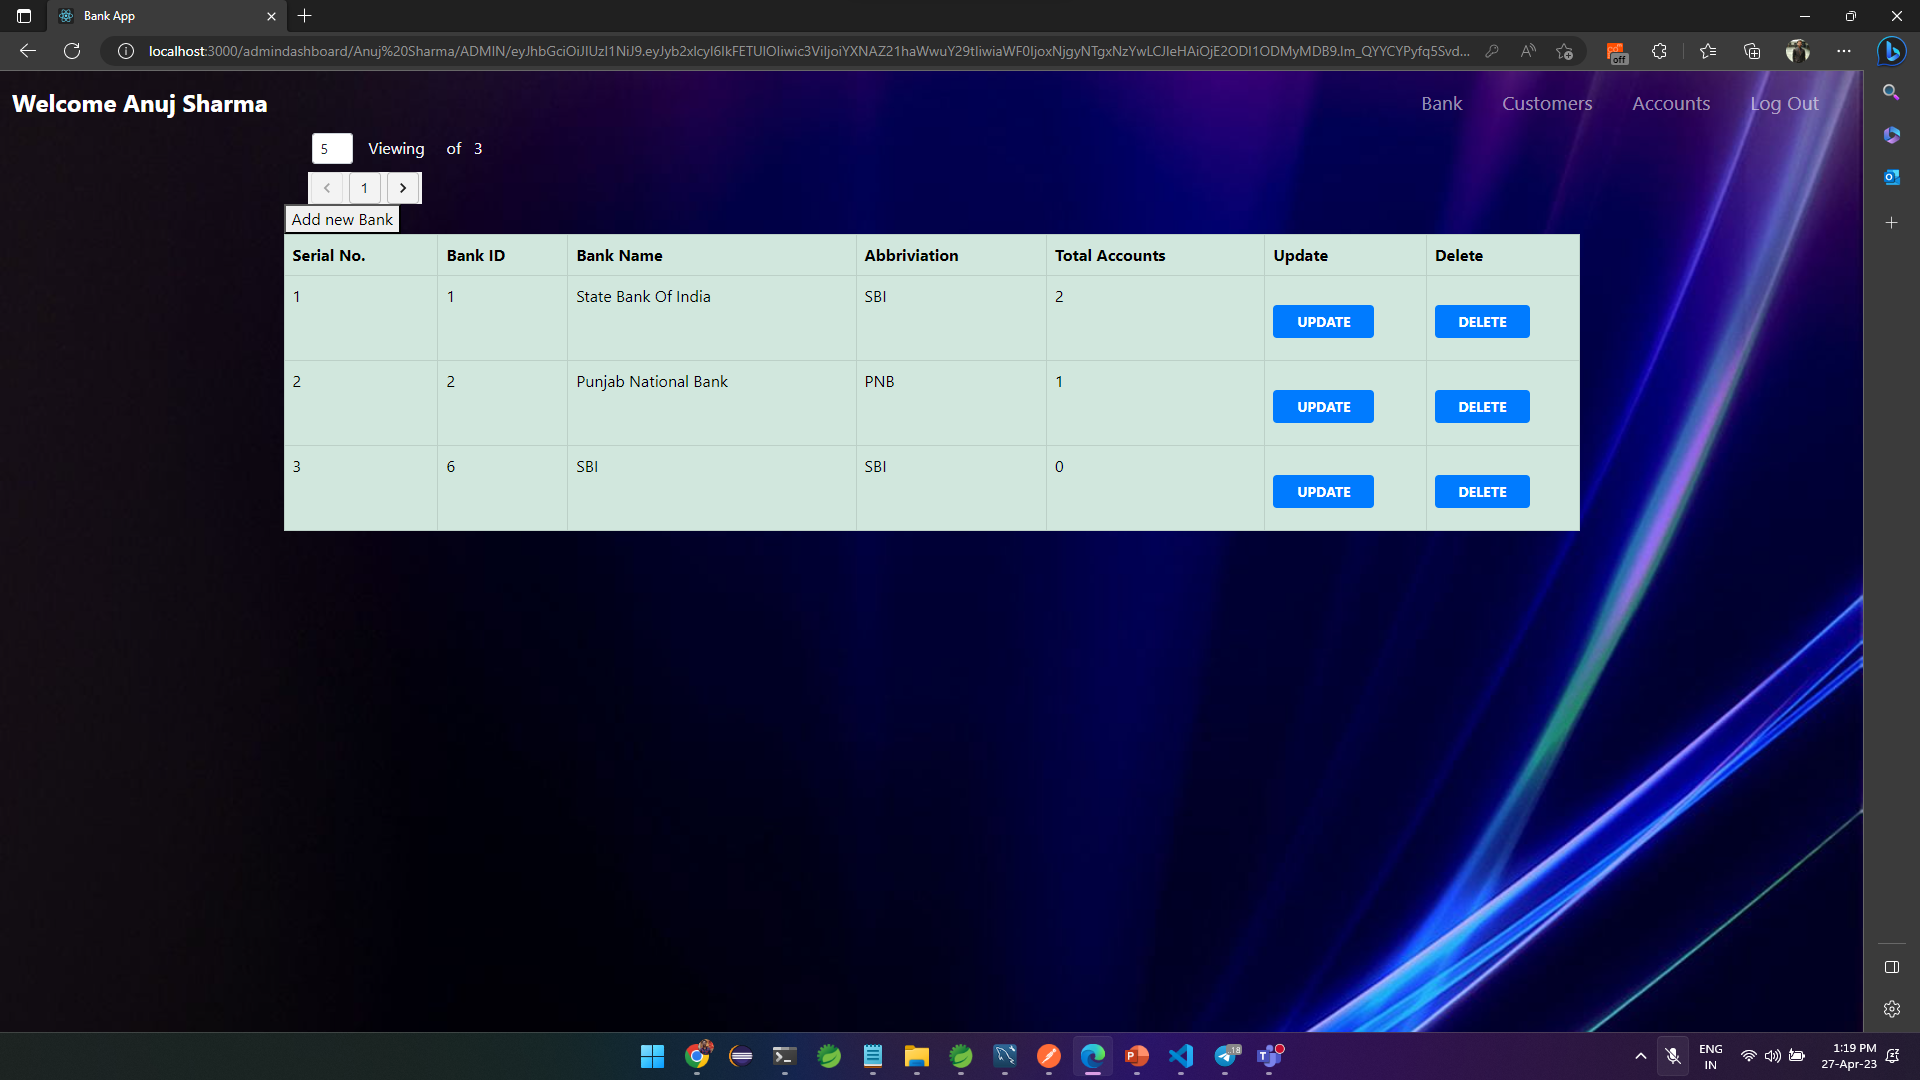 Bank App
localhost:3000/admindashboard/Anuj%20Sharma/ADMIN/
Welcome Anuj Sharma
Bank Customers Accounts Log Out
5 Viewing of 3
1
Add new Bank
Serial No. Bank ID Bank Name Abbriviation Total Accounts Update Delete
1 1 State Bank Of India SBI 2 UPDATE DELETE
2 2 Punjab National Bank PNB 1 UPDATE DELETE
3 6 SBI SBI 0 UPDATE DELETE
off
18
ENG
IN
1:19 PM
27-Apr-23